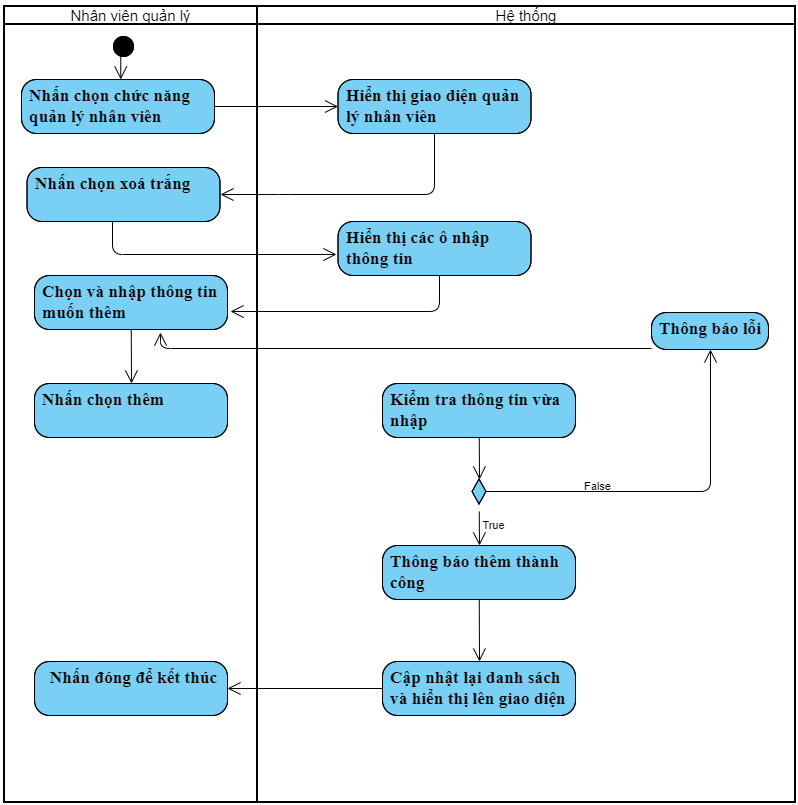 Nhân viên quản lý
Hệ thống
Nhấn chọn chức năng
quản lý nhân viên
Hiển thị giao diện quản
lý nhân viên
Nhấn chọn xoá trắng
Hiển thị các ô nhập
thông tin
Chọn và nhập thông tin
muốn thêm
Thông báo lỗi
Nhấn chọn thêm
Kiểm tra thông tin vừa
nhập
False
True
Thông báo thêm thành
công
Nhấn đóng để kết thúc
Cập nhật lại danh sách
và hiển thị lên giao diện